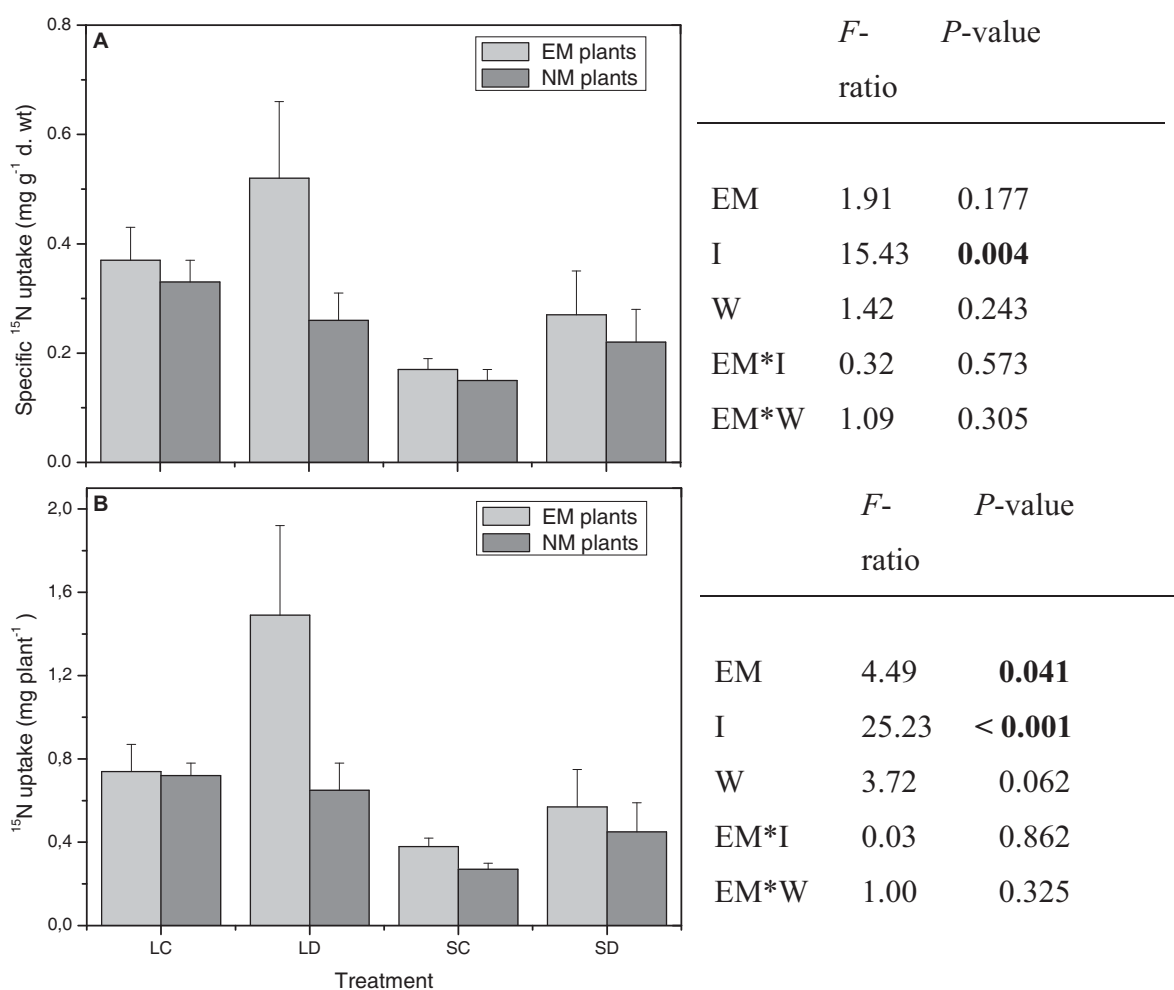 A
EM plants
NM plants
0.8
0.6
0.4
0.2
0.0
Specific ¹⁵N uptake (mg g⁻¹ d. wt)
F-ratio P-value
EM 1.91 0.177
I 15.43 0.004
W 1.42 0.243
EM*I 0.32 0.573
EM*W 1.09 0.305
B
EM plants
NM plants
2,0
1,6
1,2
0,8
0,4
0,0
¹⁵N uptake (mg plant⁻¹ )
LC LD SC SD
Treatment
F-
ratio
P-value
EM 4.49 0.041
I 25.23 < 0.001
W 3.72 0.062
EM*I 0.03 0.862
EM*W 1.00 0.325